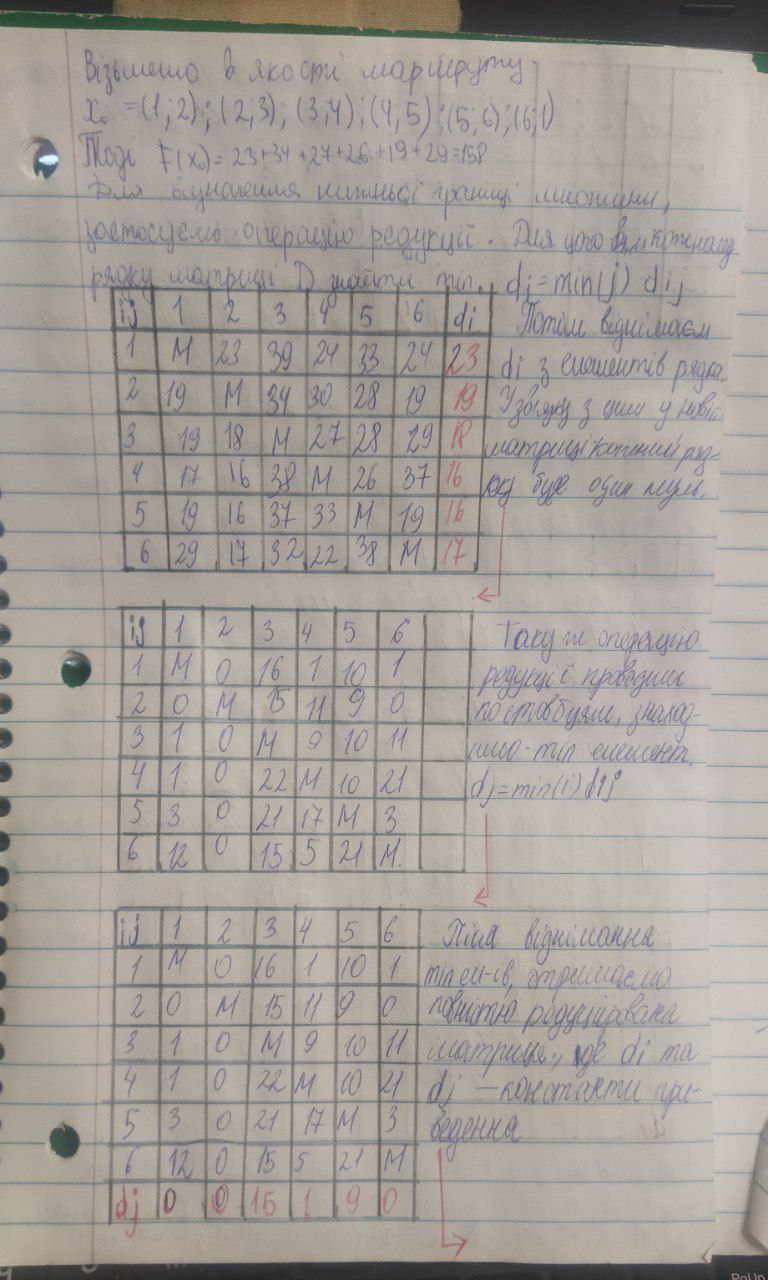 Візьмемо в якості маршруту:
X₀ =(1;2);(2;3);(3;4);(4;5);(5;6);(6;1)
Тоді F(x₀)= 23+34+27+26+19+29=158
Для визначення нижньої границі множини,
застосуємо операцію редукції. Для цього в кожному
рядку матриці D знайти min. di=min(j) dij
ij 1 2 3 4 5 6 di
1 M 23 39 24 33 24 23
2 19 M 34 30 28 19 19
3 19 18 M 27 28 29 18
4 17 16 38 M 26 37 16
5 19 16 37 33 M 19 16
6 29 17 32 22 38 M 17
Потім віднімаєм
di з елементів рядка.
У зв'язку з цим у новій
матриці кожний ряд-
буде один нуль.
ij 1 2 3 4 5 6
1 M 0 16 1 10 1
2 0 M 15 11 9 0
3 1 0 M 9 10 11
4 1 0 22 M 10 21
5 3 0 21 17 M 3
6 12 0 15 5 21 M.
Таку ж операцію
редукції проводим
по стовбцям, знахо-
димо min елемент.
dj=min(i) dij
ij 1 2 3 4 5 6
1 M 0 16 1 10 1
2 0 M 15 11 9 0
3 1 0 M 9 10 11
4 1 0 22 M 10 21
5 3 0 21 17 M 3
6 12 0 15 5 21 M
dj 0 0 15 1 9 0
Після віднімання
min ел-ів, отримаємо
повністю редуцірована
матриця., де di та
dj — константи при-
ведення